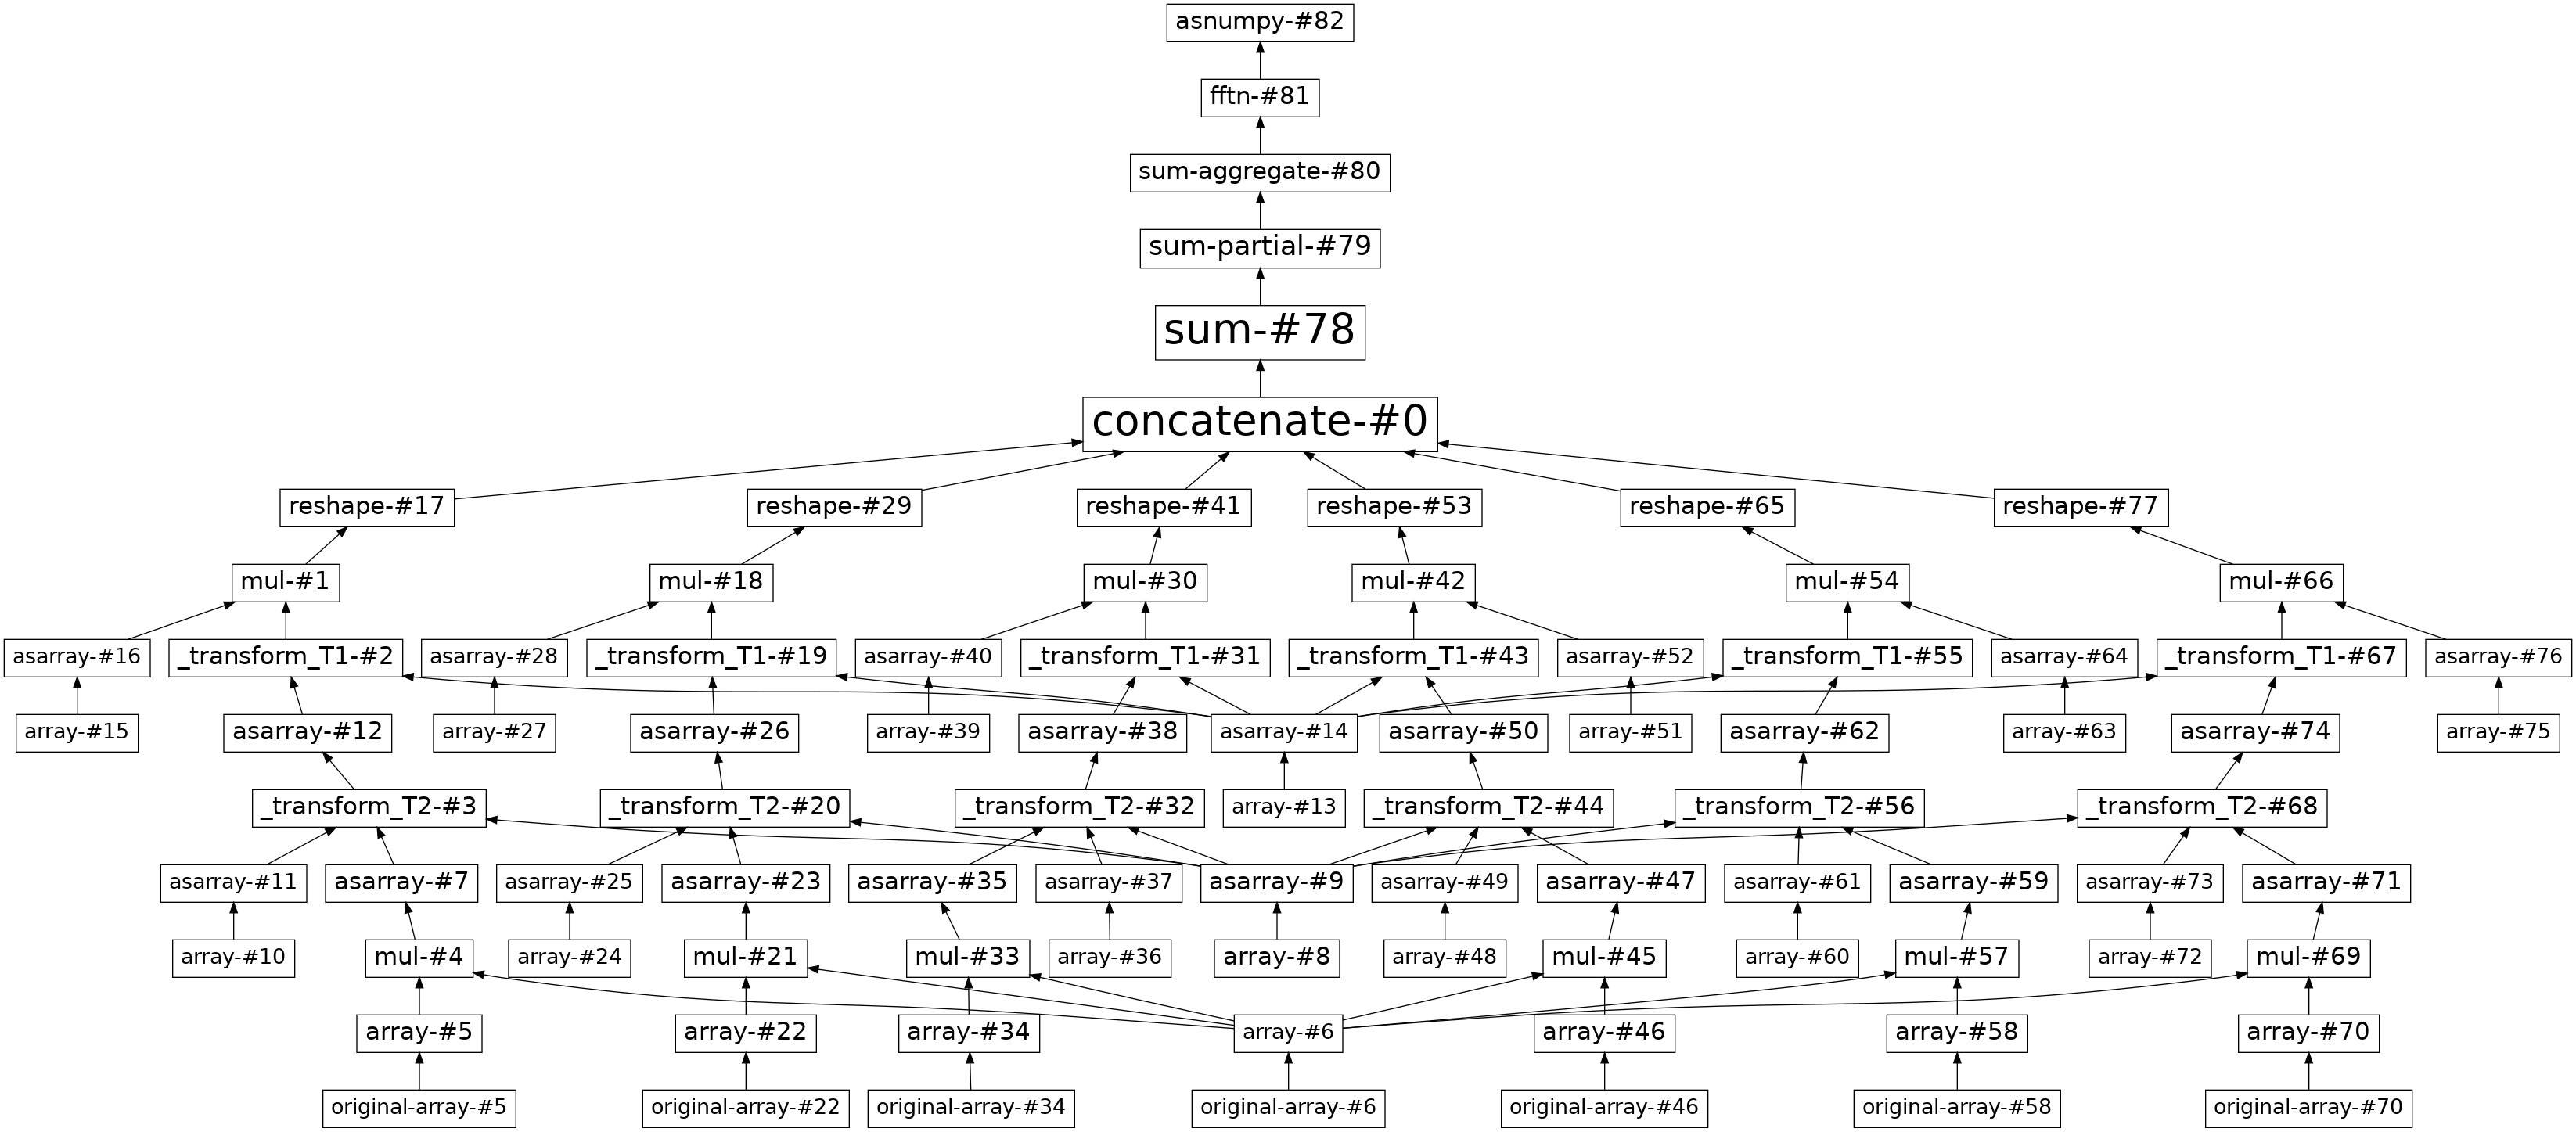 asnumpy-#82
fftn-#81
sum-aggregate-#80
sum-partial-#79
sum-#78
concatenate-#0
reshape-#17 reshape-#29 reshape-#41 reshape-#53 reshape-#65 reshape-#77
mul-#1 mul-#18 mul-#30 mul-#42 mul-#54 mul-#66
asarray-#16 _transform_T1-#2 asarray-#28 _transform_T1-#19 asarray-#40 _transform_T1-#31 _transform_T1-#43 asarray-#52 _transform_T1-#55 asarray-#64 _transform_T1-#67 asarray-#76
array-#15 asarray-#12 array-#27 asarray-#26 array-#39 asarray-#38 asarray-#14 asarray-#50 array-#51 asarray-#62 array-#63 asarray-#74 array-#75
_transform_T2-#3 _transform_T2-#20 _transform_T2-#32 array-#13 _transform_T2-#44 _transform_T2-#56 _transform_T2-#68
asarray-#11 asarray-#7 asarray-#25 asarray-#23 asarray-#35 asarray-#37 asarray-#9 asarray-#49 asarray-#47 asarray-#61 asarray-#59 asarray-#73 asarray-#71
array-#10 mul-#4 array-#24 mul-#21 mul-#33 array-#36 array-#8 array-#48 mul-#45 array-#60 mul-#57 array-#72 mul-#69
array-#5 array-#22 array-#34 array-#6 array-#46 array-#58 array-#70
original-array-#5 original-array-#22 original-array-#34 original-array-#6 original-array-#46 original-array-#58 original-array-#70